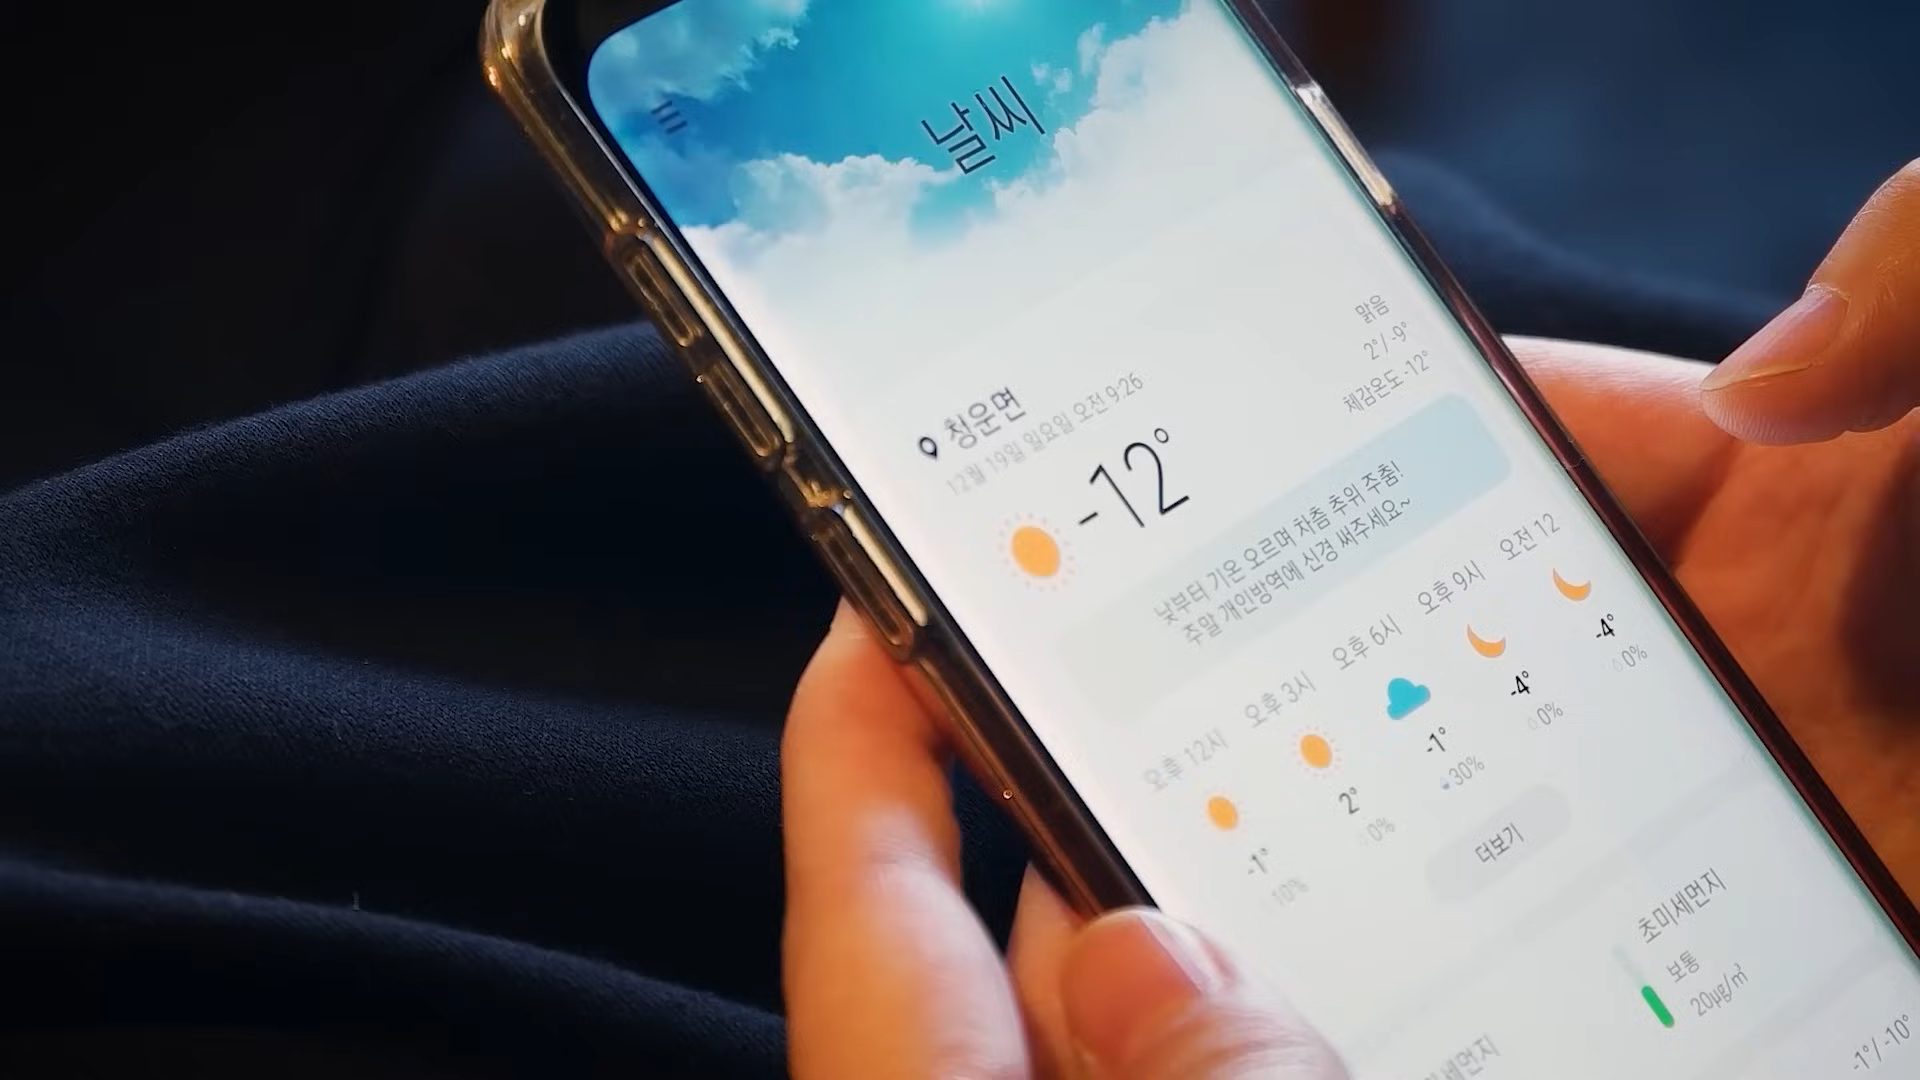 날씨
맑음
2°/ -9°
체감온도 -12°
청운면
12월 19일 일요일 오전 9:26
-12°
낮부터 기온 오르며 차츰 추위 주춤!
주말 개인방역에 신경 써주세요~
오후 12시 오후 3시 오후 6시 오후 9시 오전 12
-1° 2° -1° -4° -4°
10% 0% 30% 0% 0%
더보기
초미세먼지
보통
20μg/㎥
세먼지
-1°/ -10°